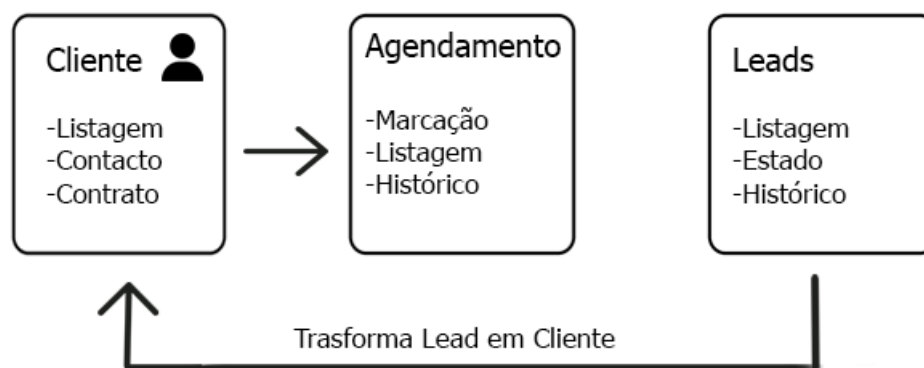 Cliente
-Listagem
-Contacto
-Contrato
Agendamento
-Marcação
-Listagem
-Histórico
Leads
-Listagem
-Estado
-Histórico
Trasforma Lead em Cliente